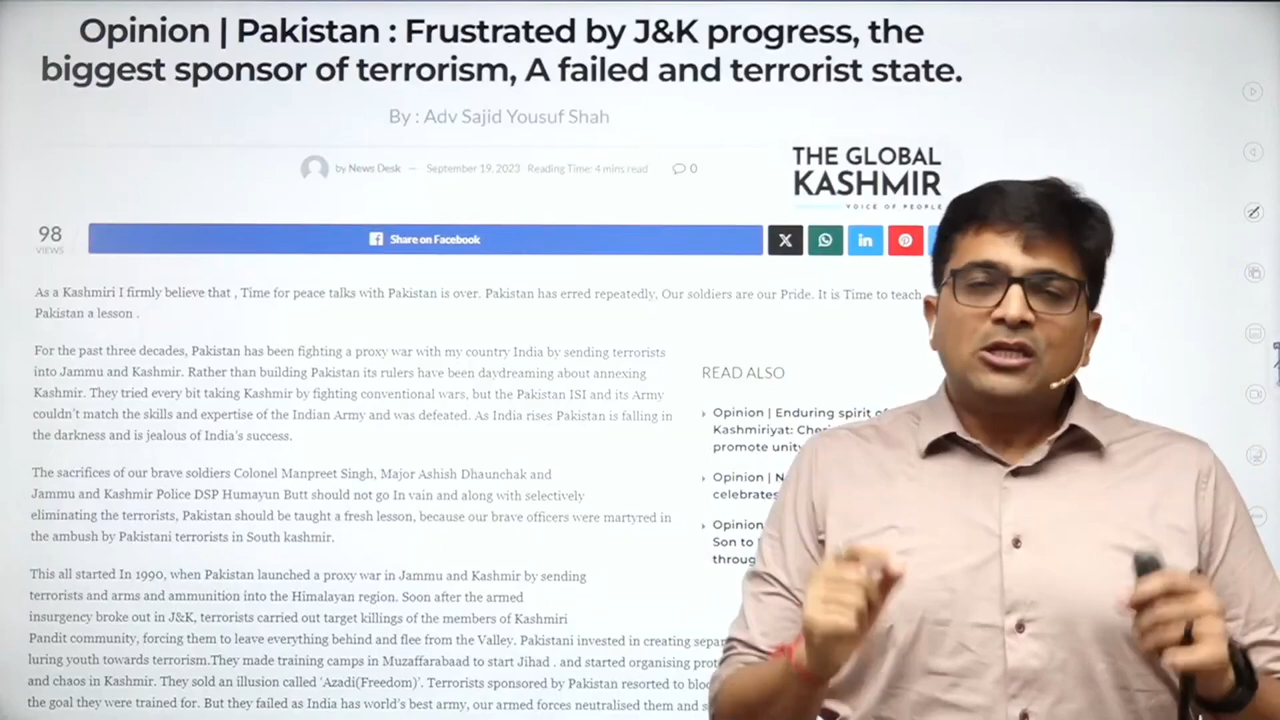 Opinion | Pakistan : Frustrated by J&K progress, the
biggest sponsor of terrorism, A failed and terrorist state.
By : Adv Sajid Yousuf Shah
by News Desk — September 19, 2023 Reading Time: 4 mins read 0
THE GLOBAL
KASHMIR
VOICE OF PEOPLE
98
VIEWS
Share on Facebook
As a Kashmiri I firmly believe that , Time for peace talks with Pakistan is over. Pakistan has erred repeatedly, Our soldiers are our Pride. It is Time to teach
Pakistan a lesson .
For the past three decades, Pakistan has been fighting a proxy war with my country India by sending terrorists
into Jammu and Kashmir. Rather than building Pakistan its rulers have been daydreaming about annexing
Kashmir. They tried every bit taking Kashmir by fighting conventional wars, but the Pakistan ISI and its Army
couldn't match the skills and expertise of the Indian Army and was defeated. As India rises Pakistan is falling in
the darkness and is jealous of India's success.
The sacrifices of our brave soldiers Colonel Manpreet Singh, Major Ashish Dhaunchak and
Jammu and Kashmir Police DSP Humayun Butt should not go In vain and along with selectively
eliminating the terrorists, Pakistan should be taught a fresh lesson, because our brave officers were martyred in
the ambush by Pakistani terrorists in South kashmir.
This all started In 1990, when Pakistan launched a proxy war in Jammu and Kashmir by sending
terrorists and arms and ammunition into the Himalayan region. Soon after the armed
insurgency broke out in J&K, terrorists carried out target killings of the members of Kashmiri
Pandit community, forcing them to leave everything behind and flee from the Valley. Pakistani invested in creating
luring youth towards terrorism.They made training camps in Muzaffarabaad to start Jihad . and started organising
and chaos in Kashmir. They sold an illusion called 'Azadi(Freedom)'. Terrorists sponsored by Pakistan resorted to
the goal they were trained for. But they failed as India has world's best army, our armed forces neutralised them and
READ ALSO
Opinion | Enduring spirit of
Kashmiriyat:
promote unity
Opinion |
celebrates
Opinion
Son to